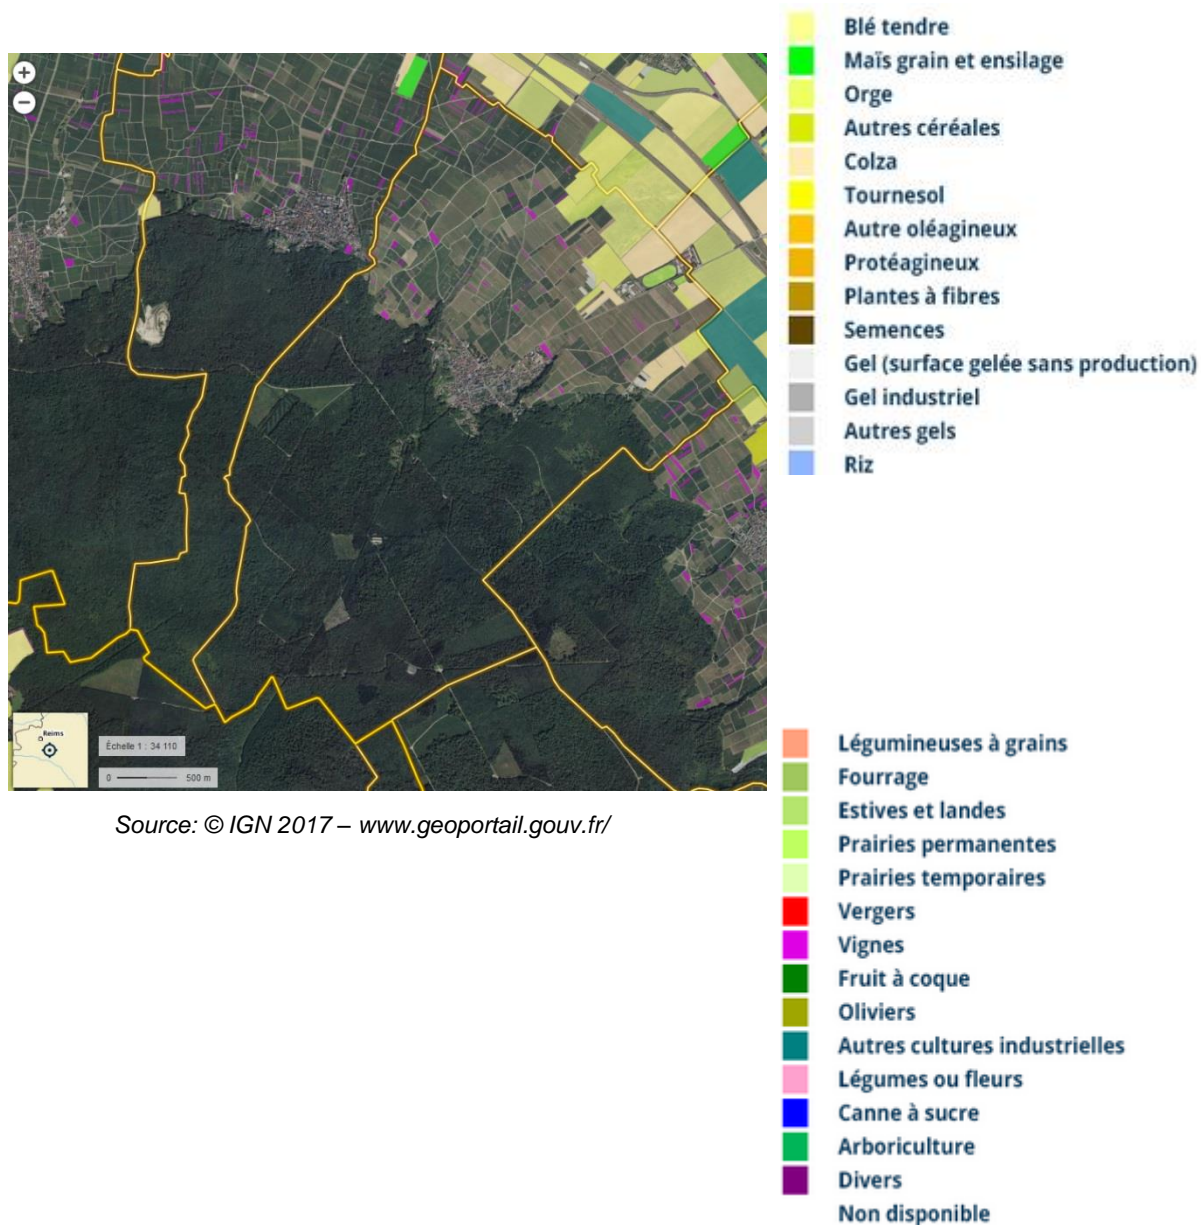 Blé tendre
Maïs grain et ensilage
Orge
Autres céréales
Colza
Tournesol
Autre oléagineux
Protéagineux
Plantes à fibres
Semences
Gel (surface gelée sans production)
Gel industriel
Autres gels
Riz
+
−
Reims
Échelle 1 : 34 110
0 500 m
Source: © IGN 2017 – www.geoportail.gouv.fr/
Légumineuses à grains
Fourrage
Estives et landes
Prairies permanentes
Prairies temporaires
Vergers
Vignes
Fruit à coque
Oliviers
Autres cultures industrielles
Légumes ou fleurs
Canne à sucre
Arboriculture
Divers
Non disponible